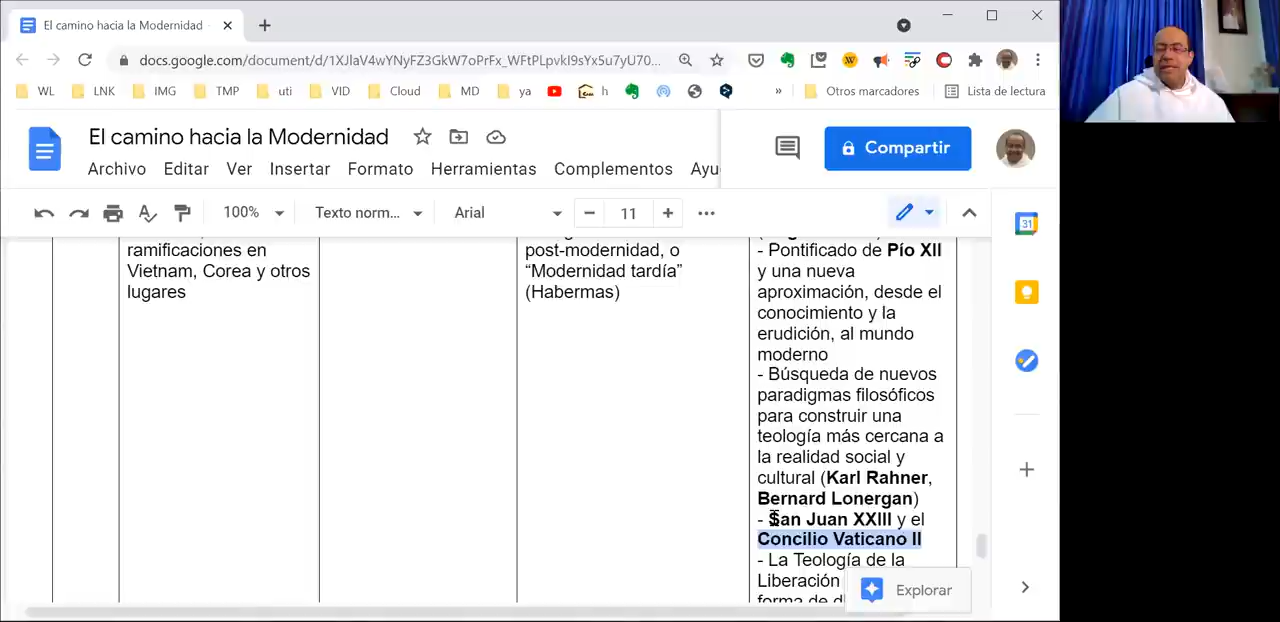 El camino hacia la Modernidad
docs.google.com/document/d/1XJlaV4wYNyFZ3GkW7oPrFx_WFtPLpvkI9sYx5u7yU70...
WL LNK IMG TMP uti VID Cloud MD ya h » Otros marcadores Lista de lectura
El camino hacia la Modernidad
Compartir
Archivo Editar Ver Insertar Formato Herramientas Complementos Ayu
100% Texto norm... Arial 11
31
ramificaciones en
Vietnam, Corea y otros
lugares
post-modernidad, o
“Modernidad tardía”
(Habermas)
- Pontificado de Pío XII
y una nueva
aproximación, desde el
conocimiento y la
erudición, al mundo
moderno
- Búsqueda de nuevos
paradigmas filosóficos
para construir una
teología más cercana a
la realidad social y
cultural (Karl Rahner,
Bernard Lonergan)
- San Juan XXIII y el
Concilio Vaticano II
- La Teología de la
Liberación
forma de
Explorar